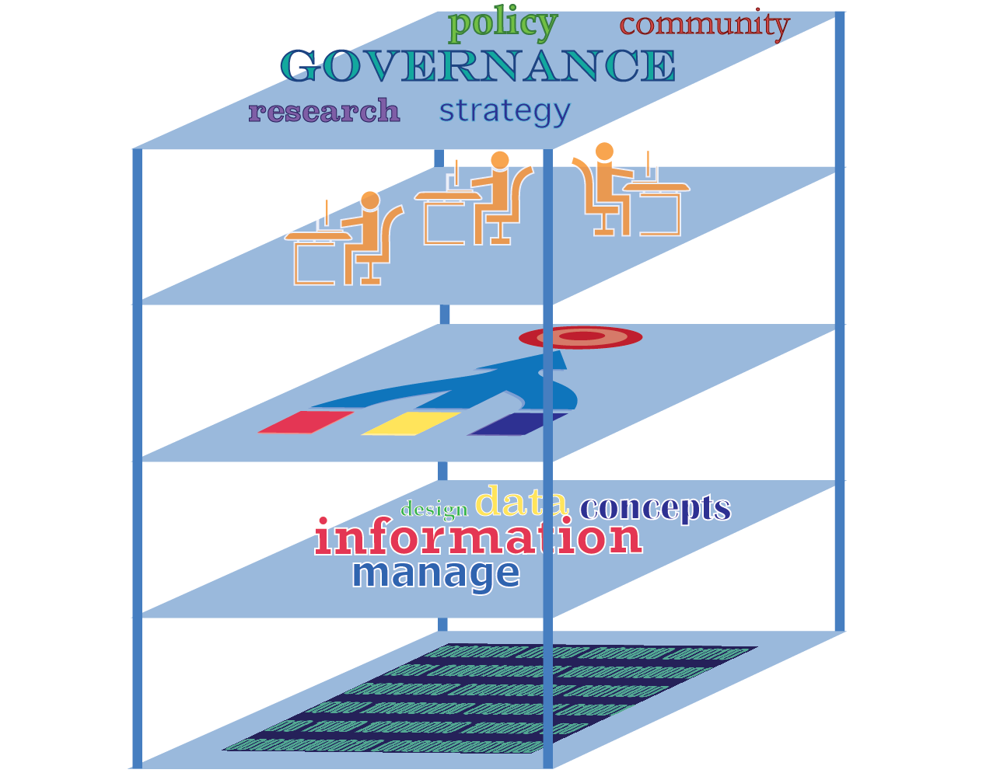 policy community
GOVERNANCE
research strategy
design data concepts
information
manage